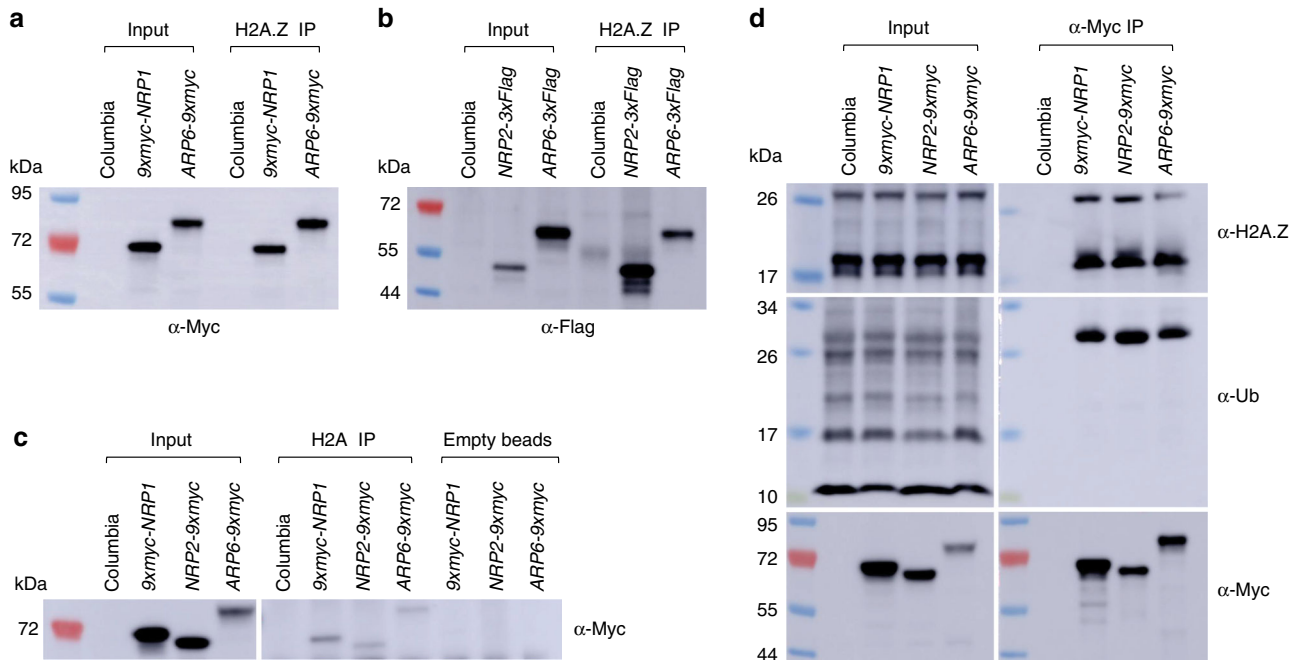 a
Input H2A.Z IP
Columbia 9xmyc-NRP1 ARP6-9xmyc Columbia 9xmyc-NRP1 ARP6-9xmyc
kDa
95
72
55
α-Myc
b
Input H2A.Z IP
Columbia NRP2-3xFlag ARP6-3xFlag Columbia NRP2-3xFlag ARP6-3xFlag
kDa
72
55
44
α-Flag
c
Input H2A IP Empty beads
Columbia 9xmyc-NRP1 NRP2-9xmyc ARP6-9xmyc Columbia 9xmyc-NRP1 NRP2-9xmyc ARP6-9xmyc 9xmyc-NRP1 NRP2-9xmyc ARP6-9xmyc
kDa
72
α-Myc
d
Input α-Myc IP
Columbia 9xmyc-NRP1 NRP2-9xmyc ARP6-9xmyc Columbia 9xmyc-NRP1 NRP2-9xmyc ARP6-9xmyc
kDa
26
α-H2A.Z
17
34
26
α-Ub
17
10
95
72
α-Myc
55
44